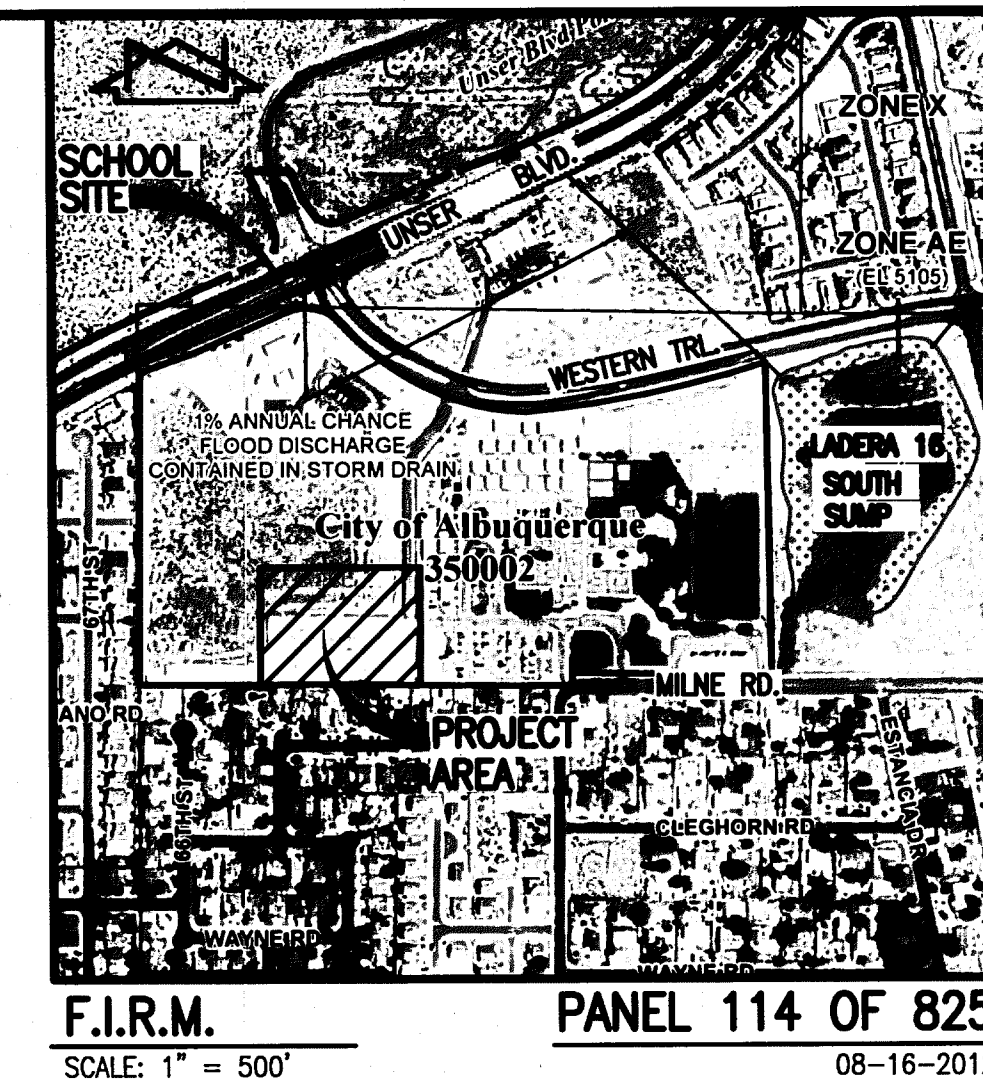 Unser Blvd
ZONE X
SCHOOL
SITE
UNSER BLVD.
ZONE AE
(EL 5105)
WESTERN TRL.
1% ANNUAL CHANCE
FLOOD DISCHARGE
CONTAINED IN STORM DRAIN
LADERA 16
SOUTH
SUMP
City of Albuquerque
350002
67TH ST
MILNE RD.
ANO RD
PROJECT
AREA
ESTANCIA DR
66TH ST
CLEGHORN RD
WAYNE RD
WAYNE RD
F.I.R.M.
PANEL 114 OF 825
SCALE: 1" = 500'
08-16-201